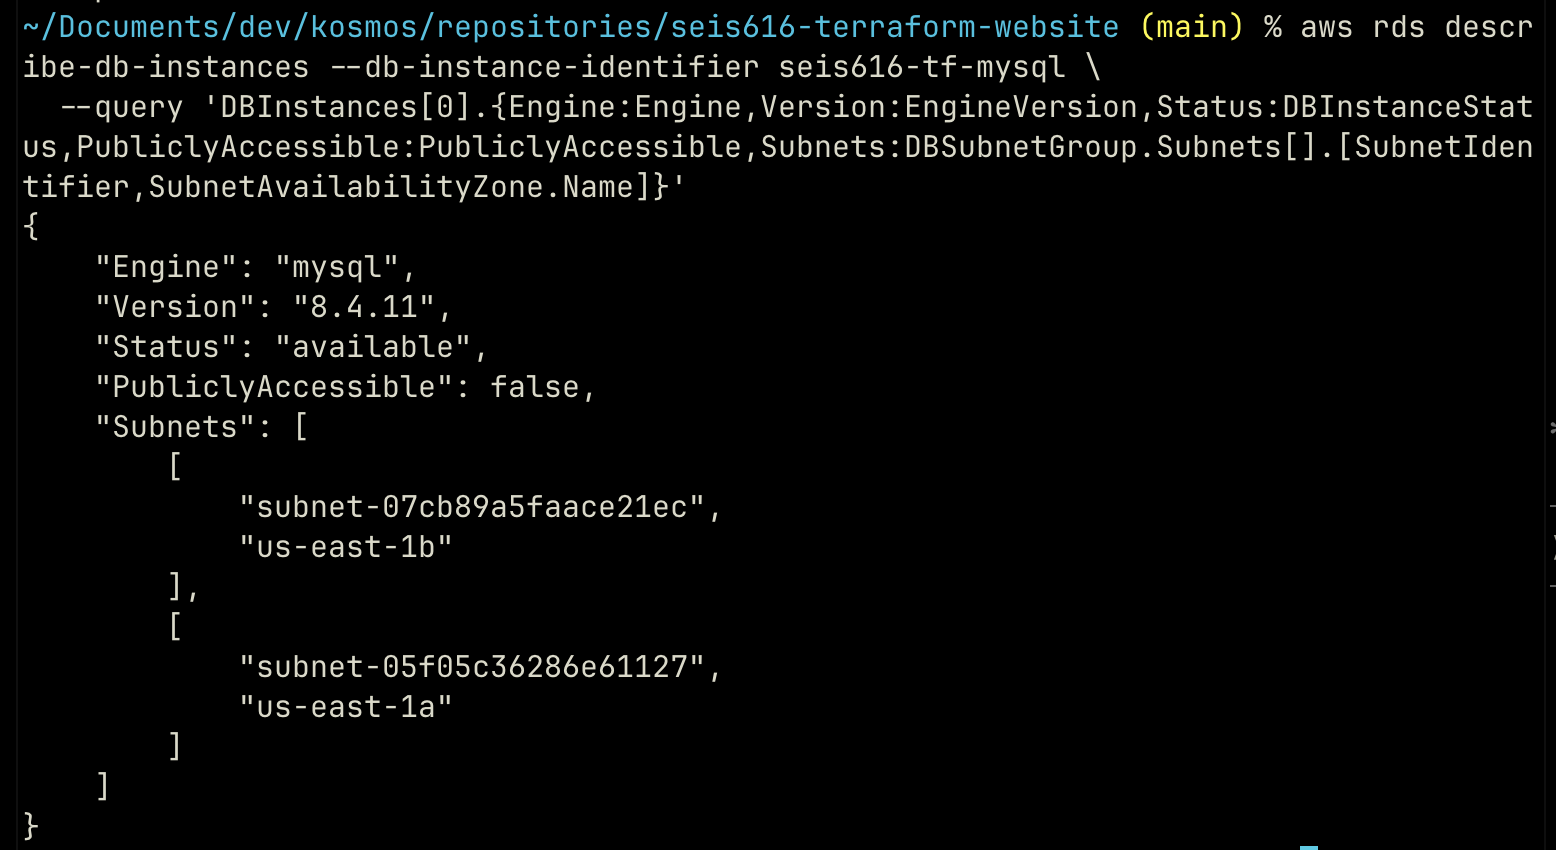 ~/Documents/dev/kosmos/repositories/seis616-terraform-website (main) % aws rds descr
ibe-db-instances --db-instance-identifier seis616-tf-mysql \
  --query 'DBInstances[0].{Engine:Engine,Version:EngineVersion,Status:DBInstanceStat
us,PubliclyAccessible:PubliclyAccessible,Subnets:DBSubnetGroup.Subnets[].[SubnetIden
tifier,SubnetAvailabilityZone.Name]}'
{
    "Engine": "mysql",
    "Version": "8.4.11",
    "Status": "available",
    "PubliclyAccessible": false,
    "Subnets": [
        [
            "subnet-07cb89a5faace21ec",
            "us-east-1b"
        ],
        [
            "subnet-05f05c36286e61127",
            "us-east-1a"
        ]
    ]
}